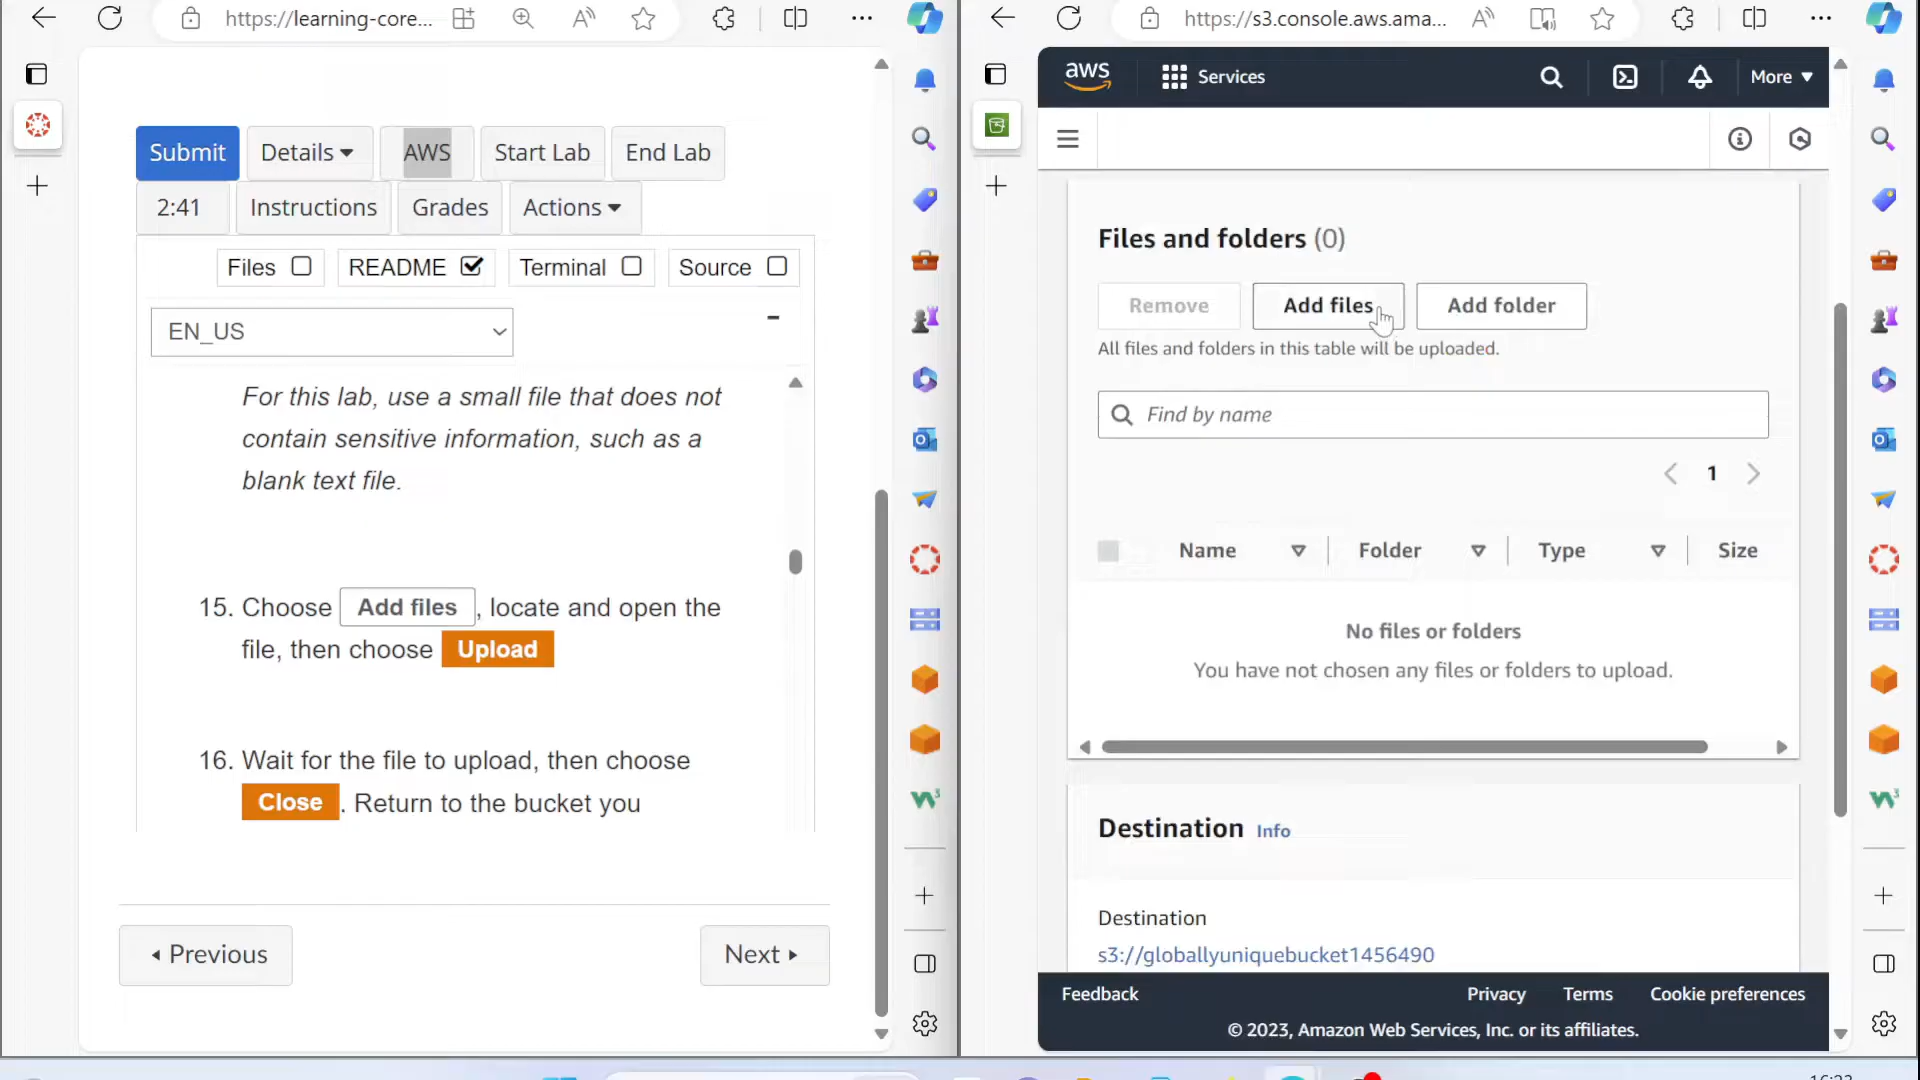 https://learning-core...
Submit
Details
AWS
Start Lab
End Lab
2:41
Instructions
Grades
Actions
Files
README
Terminal
Source
EN_US
For this lab, use a small file that does not
contain sensitive information, such as a
blank text file.
15. Choose Add files, locate and open the
file, then choose Upload
16. Wait for the file to upload, then choose
Close. Return to the bucket you
Previous
Next
https://s3.console.aws.ama...
aws
Services
More
Files and folders (0)
Remove
Add files
Add folder
All files and folders in this table will be uploaded.
Find by name
1
Name
Folder
Type
Size
No files or folders
You have not chosen any files or folders to upload.
Destination Info
Destination
s3://globallyuniquebucket1456490
Feedback
Privacy
Terms
Cookie preferences
© 2023, Amazon Web Services, Inc. or its affiliates.